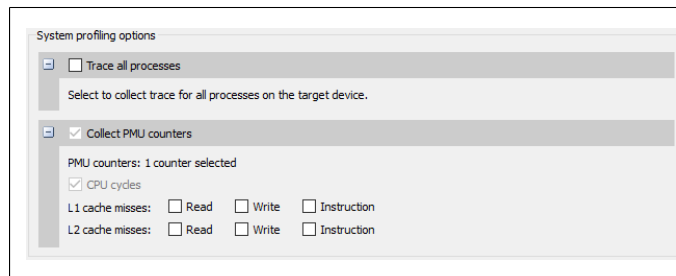 System profiling options
Trace all processes
Select to collect trace for all processes on the target device.
Collect PMU counters
PMU counters: 1 counter selected
CPU cycles
L1 cache misses: Read Write Instruction
L2 cache misses: Read Write Instruction